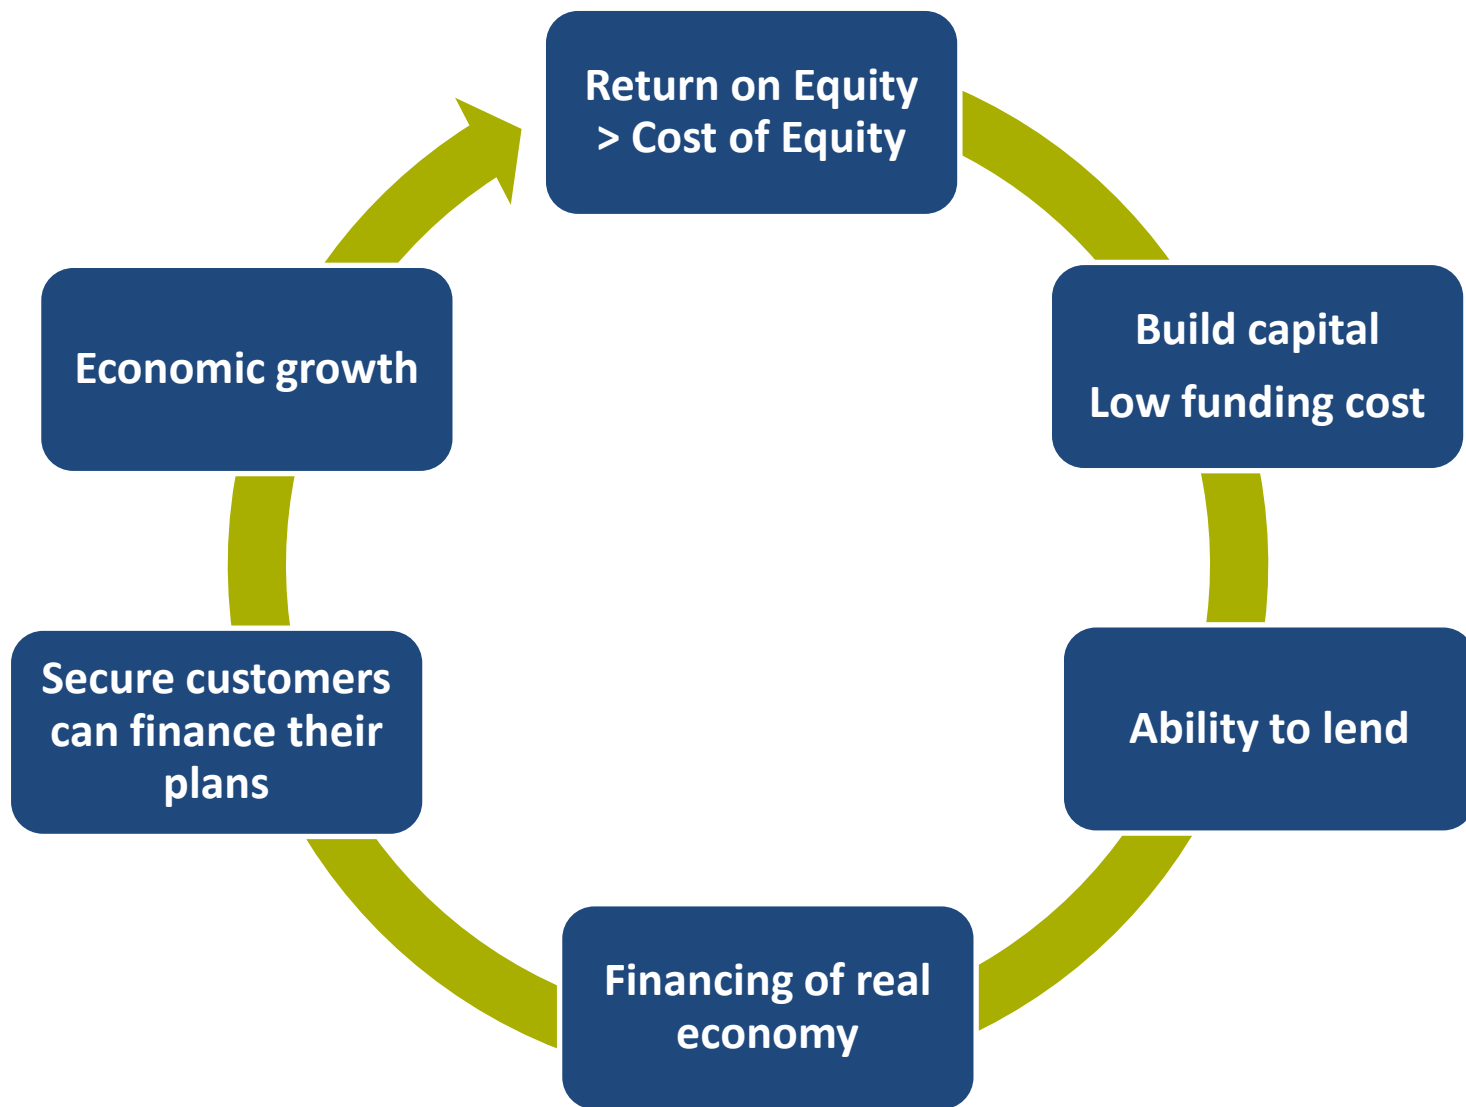 Return on Equity
> Cost of Equity
Build capital
Low funding cost
Ability to lend
Financing of real
economy
Secure customers
can finance their
plans
Economic growth